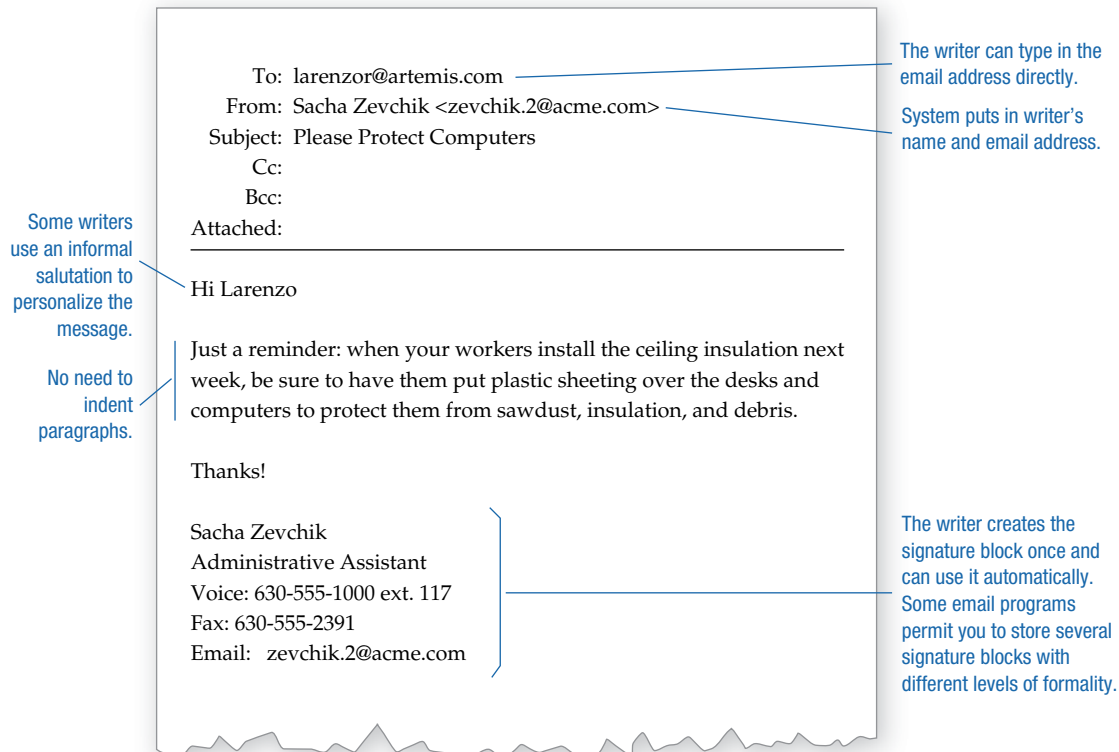 To: larenzor@artemis.com
From: Sacha Zevchik <zevchik.2@acme.com>
Subject: Please Protect Computers
Cc:
Bcc:
Attached:
Hi Larenzo
Just a reminder: when your workers install the ceiling insulation next
week, be sure to have them put plastic sheeting over the desks and
computers to protect them from sawdust, insulation, and debris.
Thanks!
Sacha Zevchik
Administrative Assistant
Voice: 630-555-1000 ext. 117
Fax: 630-555-2391
Email: zevchik.2@acme.com
The writer can type in the
email address directly.
System puts in writer's
name and email address.
Some writers
use an informal
salutation to
personalize the
message.
No need to
indent
paragraphs.
The writer creates the
signature block once and
can use it automatically.
Some email programs
permit you to store several
signature blocks with
different levels of formality.